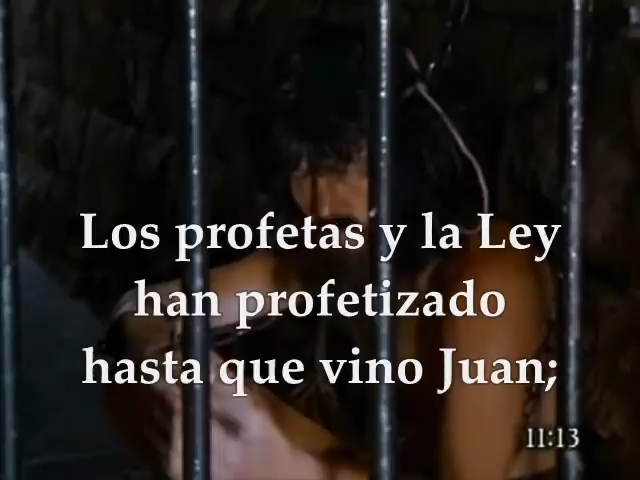 Los profetas y la Ley
han profetizado
hasta que vino Juan;
11:13